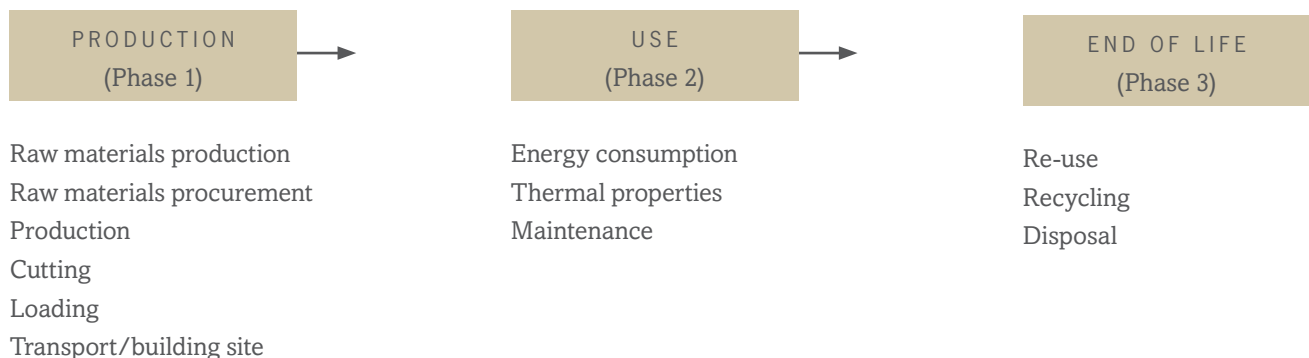 PRODUCTION
(Phase 1)
Raw materials production
Raw materials procurement
Production
Cutting
Loading
Transport/building site
USE
(Phase 2)
Energy consumption
Thermal properties
Maintenance
END OF LIFE
(Phase 3)
Re-use
Recycling
Disposal